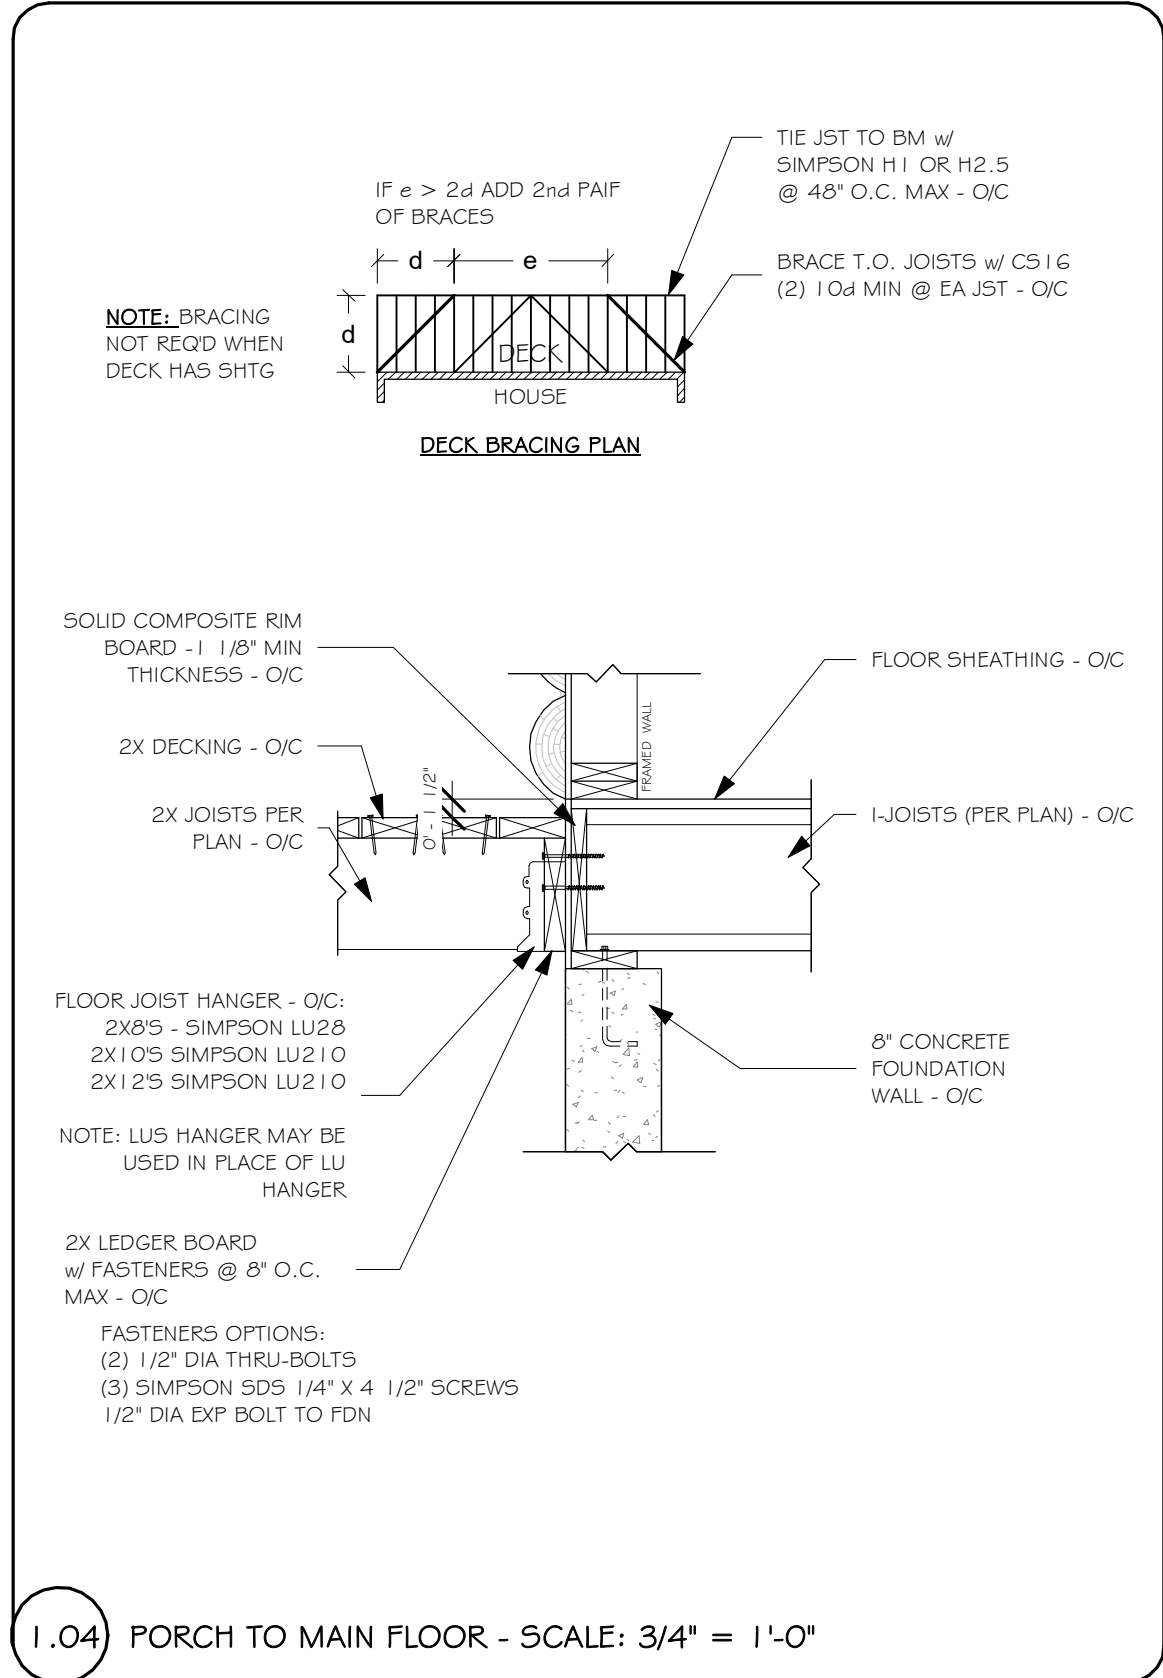 TIE JST TO BM w/
SIMPSON H1 OR H2.5
@ 48" O.C. MAX - O/C
IF e > 2d ADD 2nd PAIF
OF BRACES
BRACE T.O. JOISTS w/ CS16
(2) 10d MIN @ EA JST - O/C
d
e
d
NOTE: BRACING
NOT REQ'D WHEN
DECK HAS SHTG
DECK
HOUSE
DECK BRACING PLAN
SOLID COMPOSITE RIM
BOARD -1 1/8" MIN
THICKNESS - O/C
FLOOR SHEATHING - O/C
FRAMED WALL
2X DECKING - O/C
0' - 1 1/2"
2X JOISTS PER
PLAN - O/C
I-JOISTS (PER PLAN) - O/C
FLOOR JOIST HANGER - O/C:
2X8'S - SIMPSON LU28
2X10'S SIMPSON LU210
2X12'S SIMPSON LU210
8" CONCRETE
FOUNDATION
WALL - O/C
NOTE: LUS HANGER MAY BE
USED IN PLACE OF LU
HANGER
2X LEDGER BOARD
w/ FASTENERS @ 8" O.C.
MAX - O/C
FASTENERS OPTIONS:
(2) 1/2" DIA THRU-BOLTS
(3) SIMPSON SDS 1/4" X 4 1/2" SCREWS
1/2" DIA EXP BOLT TO FDN
1.04 PORCH TO MAIN FLOOR - SCALE: 3/4" = 1'-0"